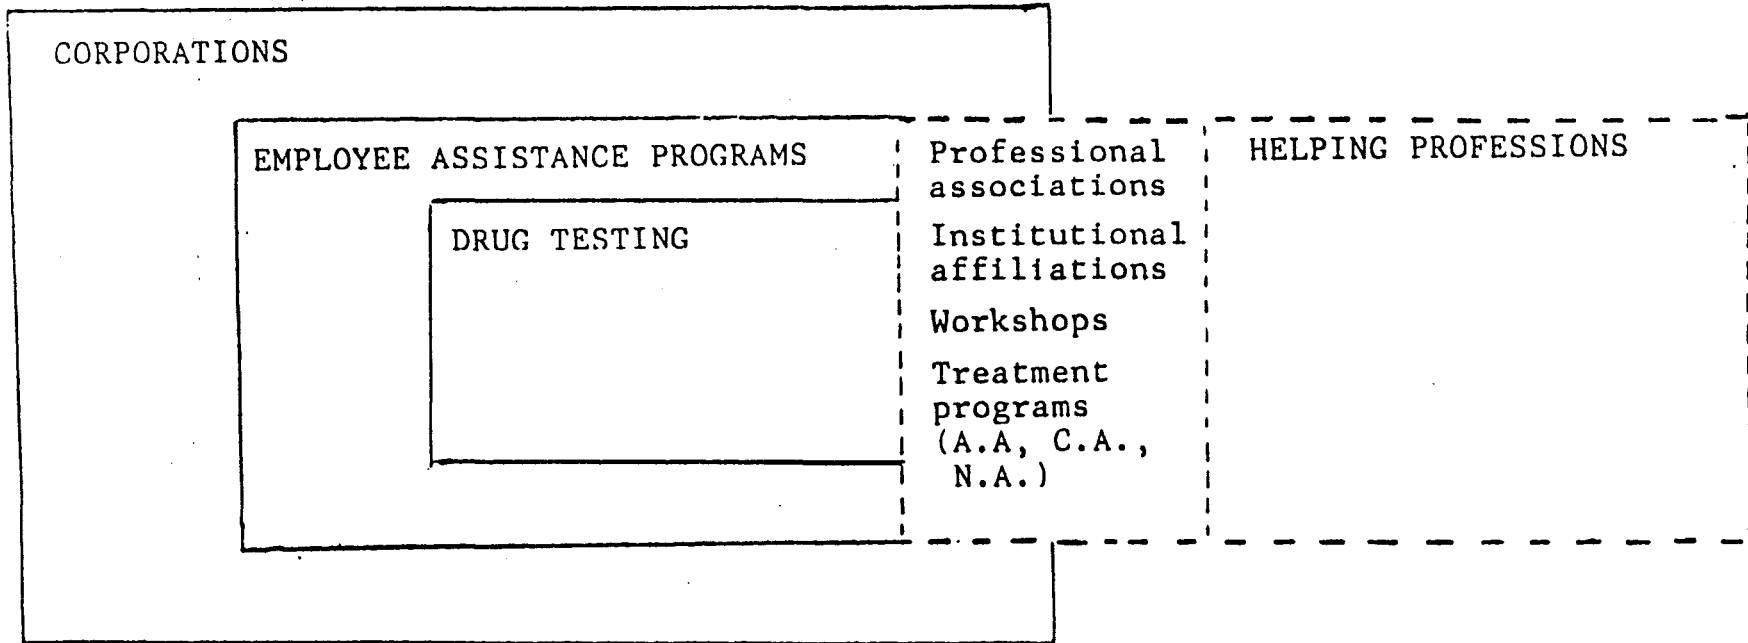 CORPORATIONS
EMPLOYEE ASSISTANCE PROGRAMS
DRUG TESTING
Professional
associations
Institutional
affiliations
Workshops
Treatment
programs
(A.A, C.A.,
N.A.)
HELPING PROFESSIONS